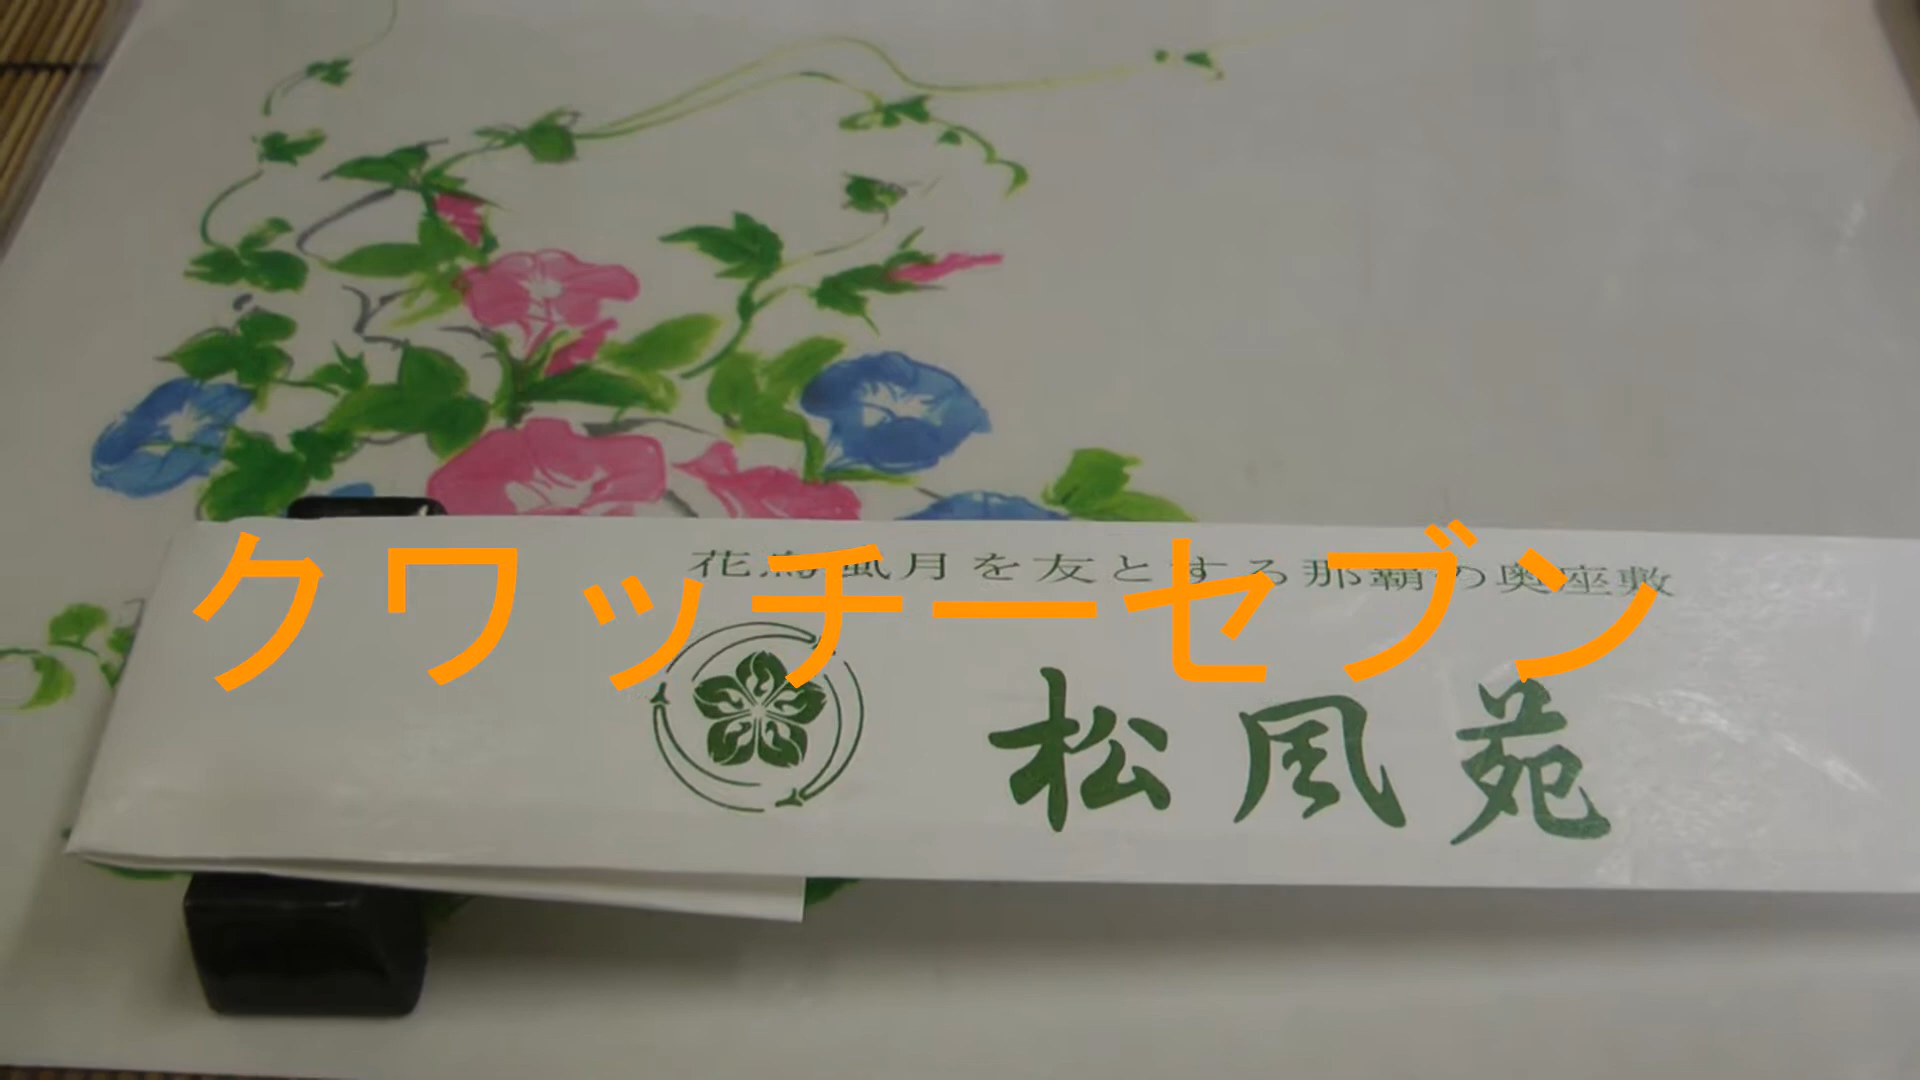 花鳥風月を友とする那覇の奥座敷
クワッチーセブン
松風苑